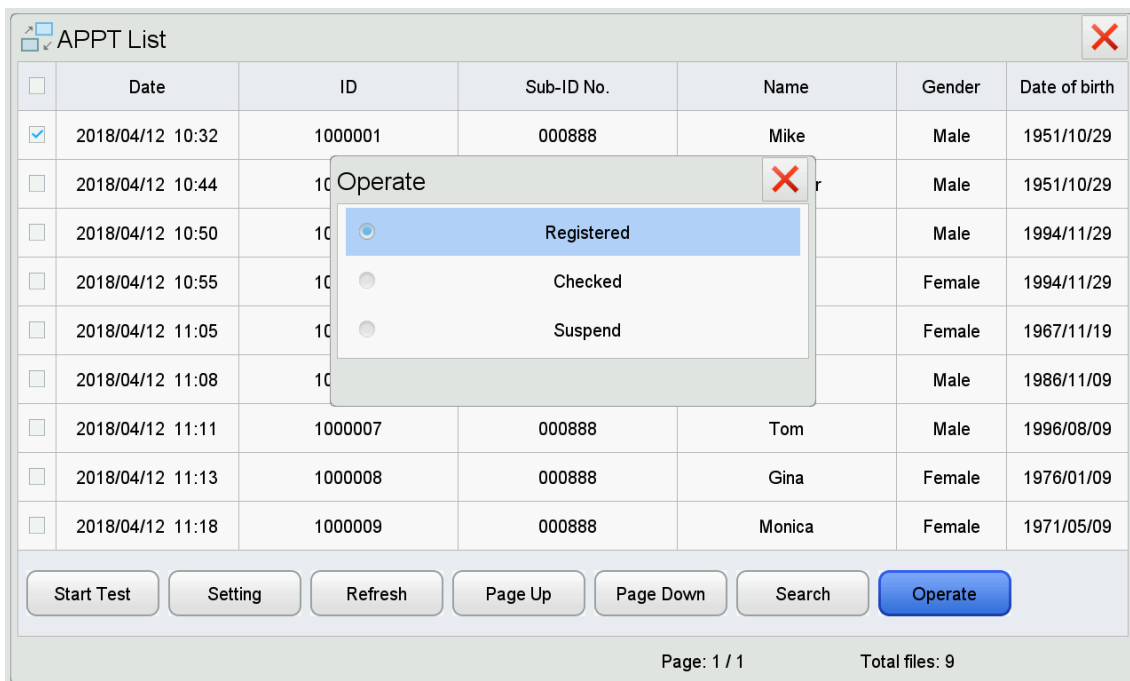 APPT List
Date ID Sub-ID No. Name Gender Date of birth
2018/04/12 10:32 1000001 000888 Mike Male 1951/10/29
2018/04/12 10:44 Male 1951/10/29
2018/04/12 10:50 Male 1994/11/29
2018/04/12 10:55 Female 1994/11/29
2018/04/12 11:05 Female 1967/11/19
2018/04/12 11:08 Male 1986/11/09
2018/04/12 11:11 1000007 000888 Tom Male 1996/08/09
2018/04/12 11:13 1000008 000888 Gina Female 1976/01/09
2018/04/12 11:18 1000009 000888 Monica Female 1971/05/09
Operate
Registered
Checked
Suspend
Start Test Setting Refresh Page Up Page Down Search Operate
Page: 1 / 1 Total files: 9